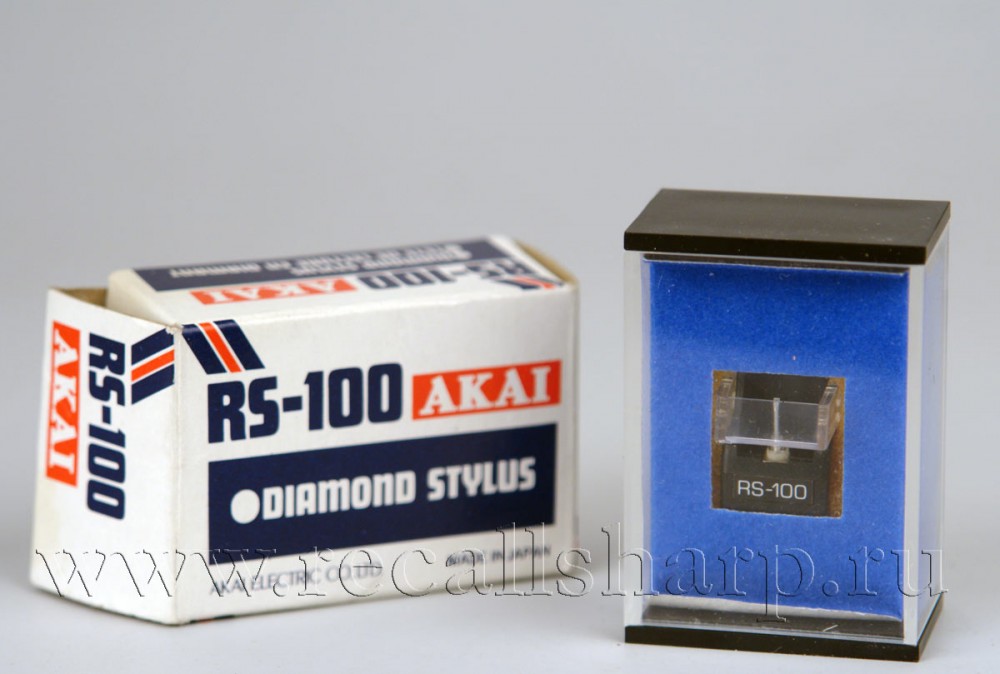 RS-100 AKAI
RS-100 AKAI
RS-100 AKAI
DIAMOND STYLUS
AKAI ELECTRIC CO.LTD MADE IN JAPAN
RS-100
www.recallsharp.ru